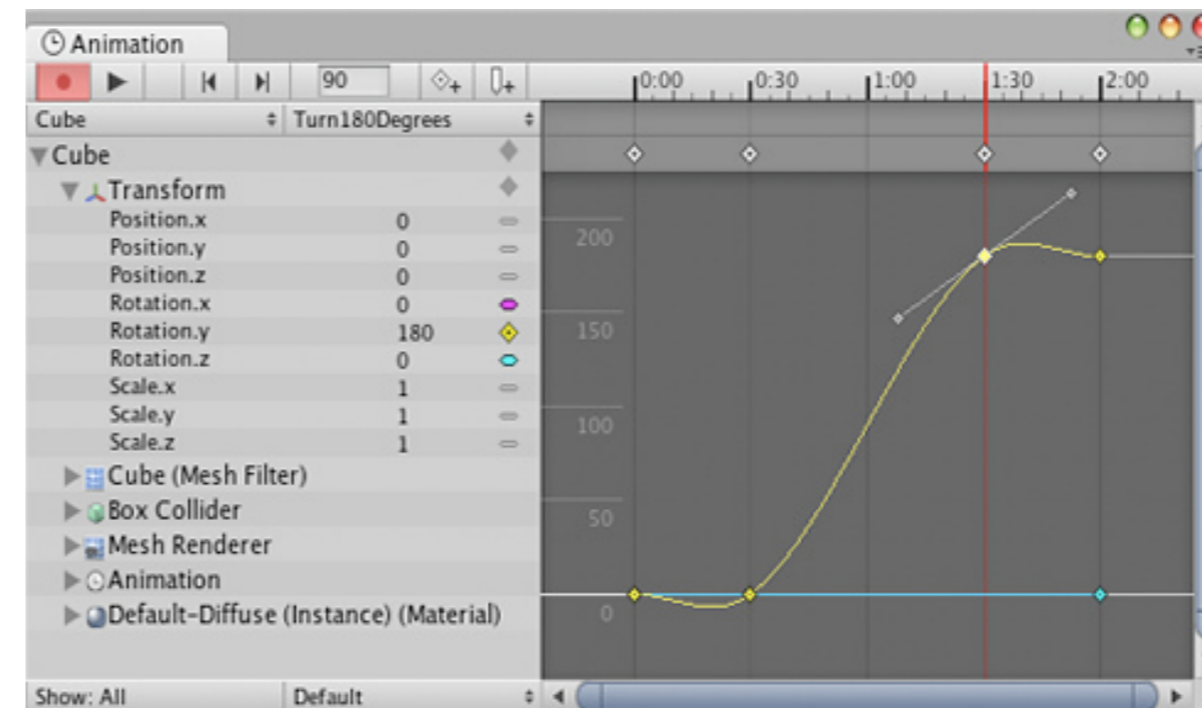 Animation
90 0:00 0:30 1:00 1:30 2:00
Cube Turn180Degrees
Cube
Transform
Position.x 0
Position.y 0
Position.z 0
Rotation.x 0
Rotation.y 180
Rotation.z 0
Scale.x 1
Scale.y 1
Scale.z 1
Cube (Mesh Filter)
Box Collider
Mesh Renderer
Animation
Default-Diffuse (Instance) (Material)
200
150
100
50
0
Show: All Default